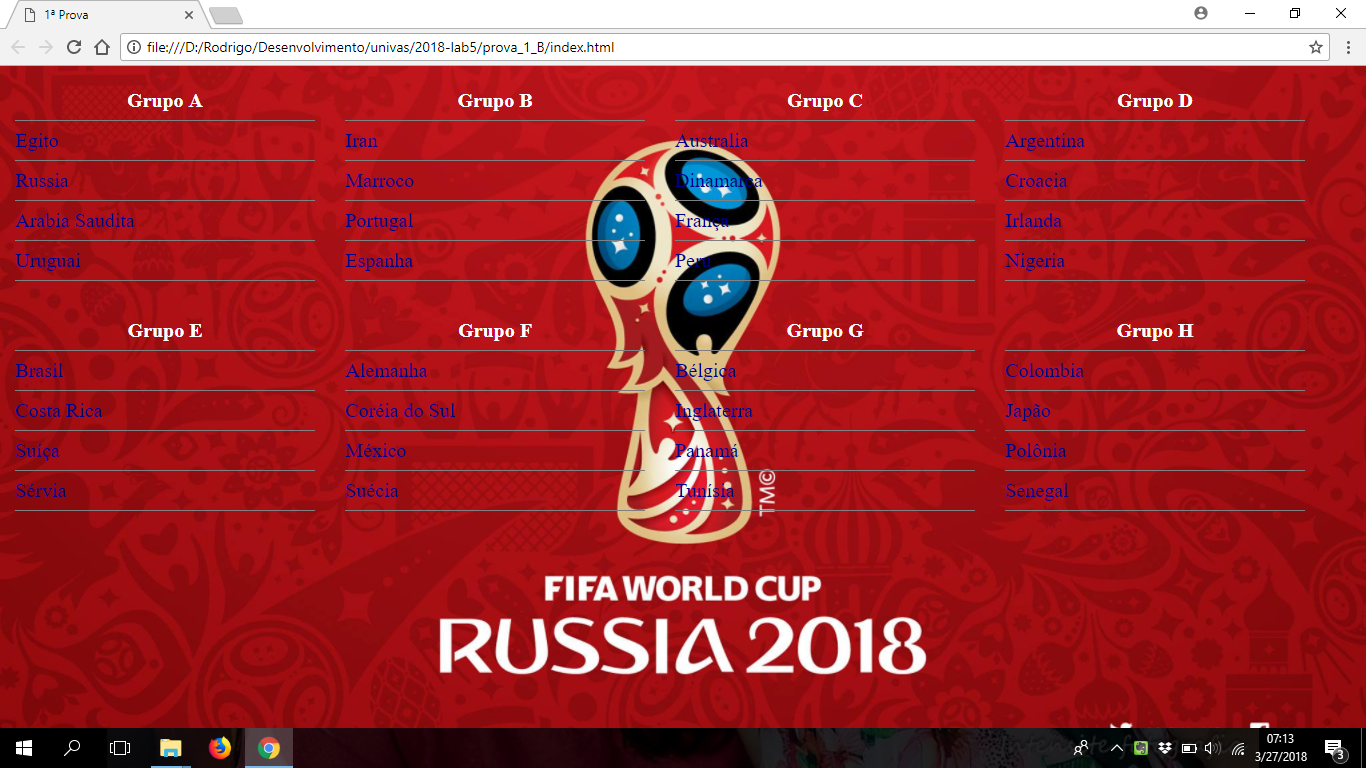 1ª Prova
file:///D:/Rodrigo/Desenvolvimento/univas/2018-lab5/prova_1_B/index.html
Grupo A
Egito
Russia
Arabia Saudita
Uruguai
Grupo B
Iran
Marroco
Portugal
Espanha
Grupo C
Australia
Dinamarca
França
Peru
Grupo D
Argentina
Croacia
Irlanda
Nigeria
Grupo E
Brasil
Costa Rica
Suíça
Sérvia
Grupo F
Alemanha
Coréia do Sul
México
Suécia
Grupo G
Bélgica
Inglaterra
Panamá
Tunísia
Grupo H
Colombia
Japão
Polônia
Senegal
TM©
FIFA WORLD CUP
RUSSIA 2018
07:13
3/27/2018
3